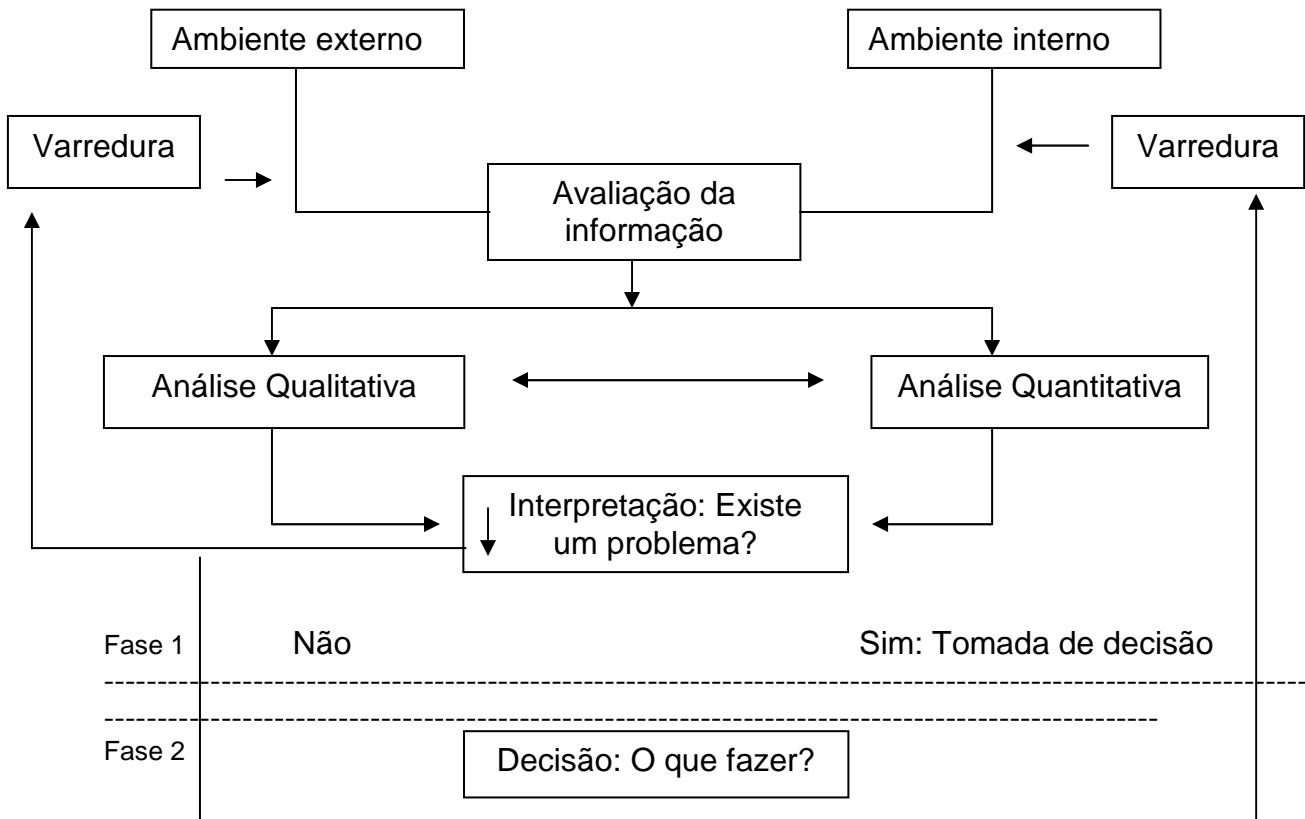 Ambiente externo
Ambiente interno
Varredura
Varredura
Avaliação da
informação
Análise Qualitativa
Análise Quantitativa
Interpretação: Existe
um problema?
Fase 1
Não
Sim: Tomada de decisão
Fase 2
Decisão: O que fazer?